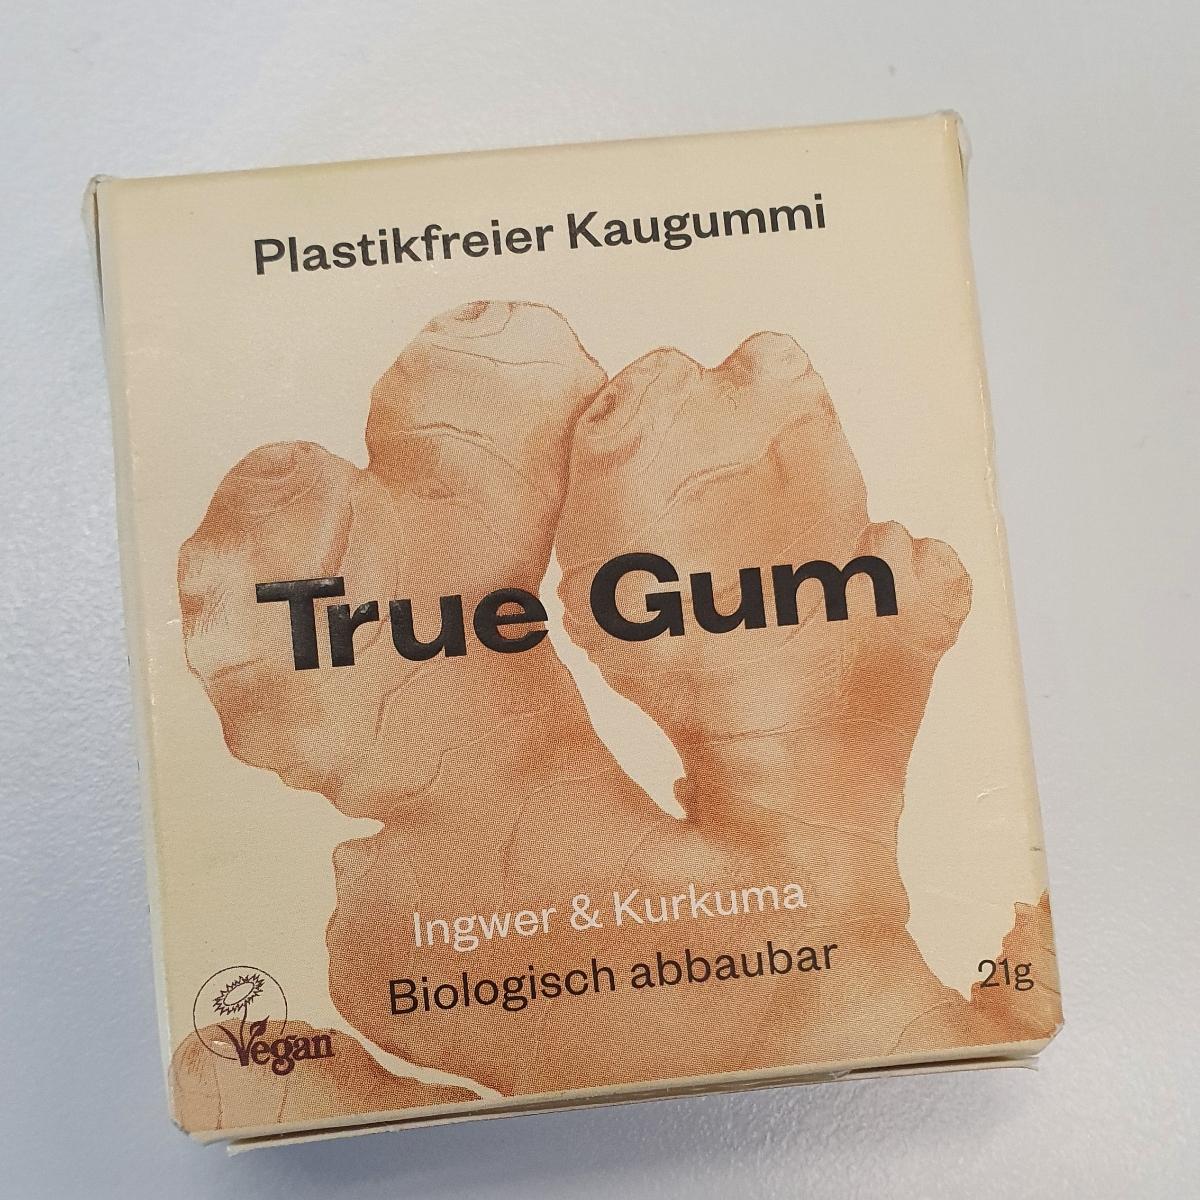 Plastikfreier Kaugummi
True Gum
Ingwer & Kurkuma
Biologisch abbaubar
21g
Vegan